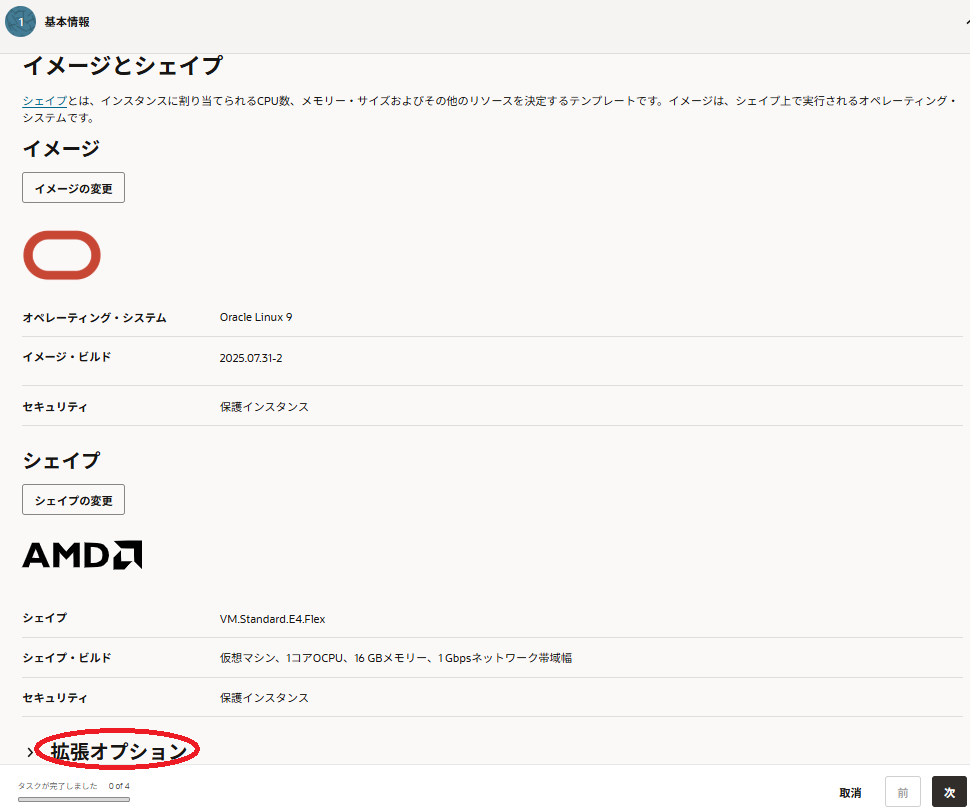 1 基本情報
イメージとシェイプ
シェイプとは、インスタンスに割り当てられるCPU数、メモリー・サイズおよびその他のリソースを決定するテンプレートです。イメージは、シェイプ上で実行されるオペレーティング・
システムです。
イメージ
イメージの変更
オペレーティング・システム Oracle Linux 9
イメージ・ビルド 2025.07.31-2
セキュリティ 保護インスタンス
シェイプ
シェイプの変更
AMD
シェイプ VM.Standard.E4.Flex
シェイプ・ビルド 仮想マシン、1コアOCPU、16 GBメモリー、1 Gbpsネットワーク帯域幅
セキュリティ 保護インスタンス
拡張オプション
タスクが完了しました 0 of 4
取消 前 次